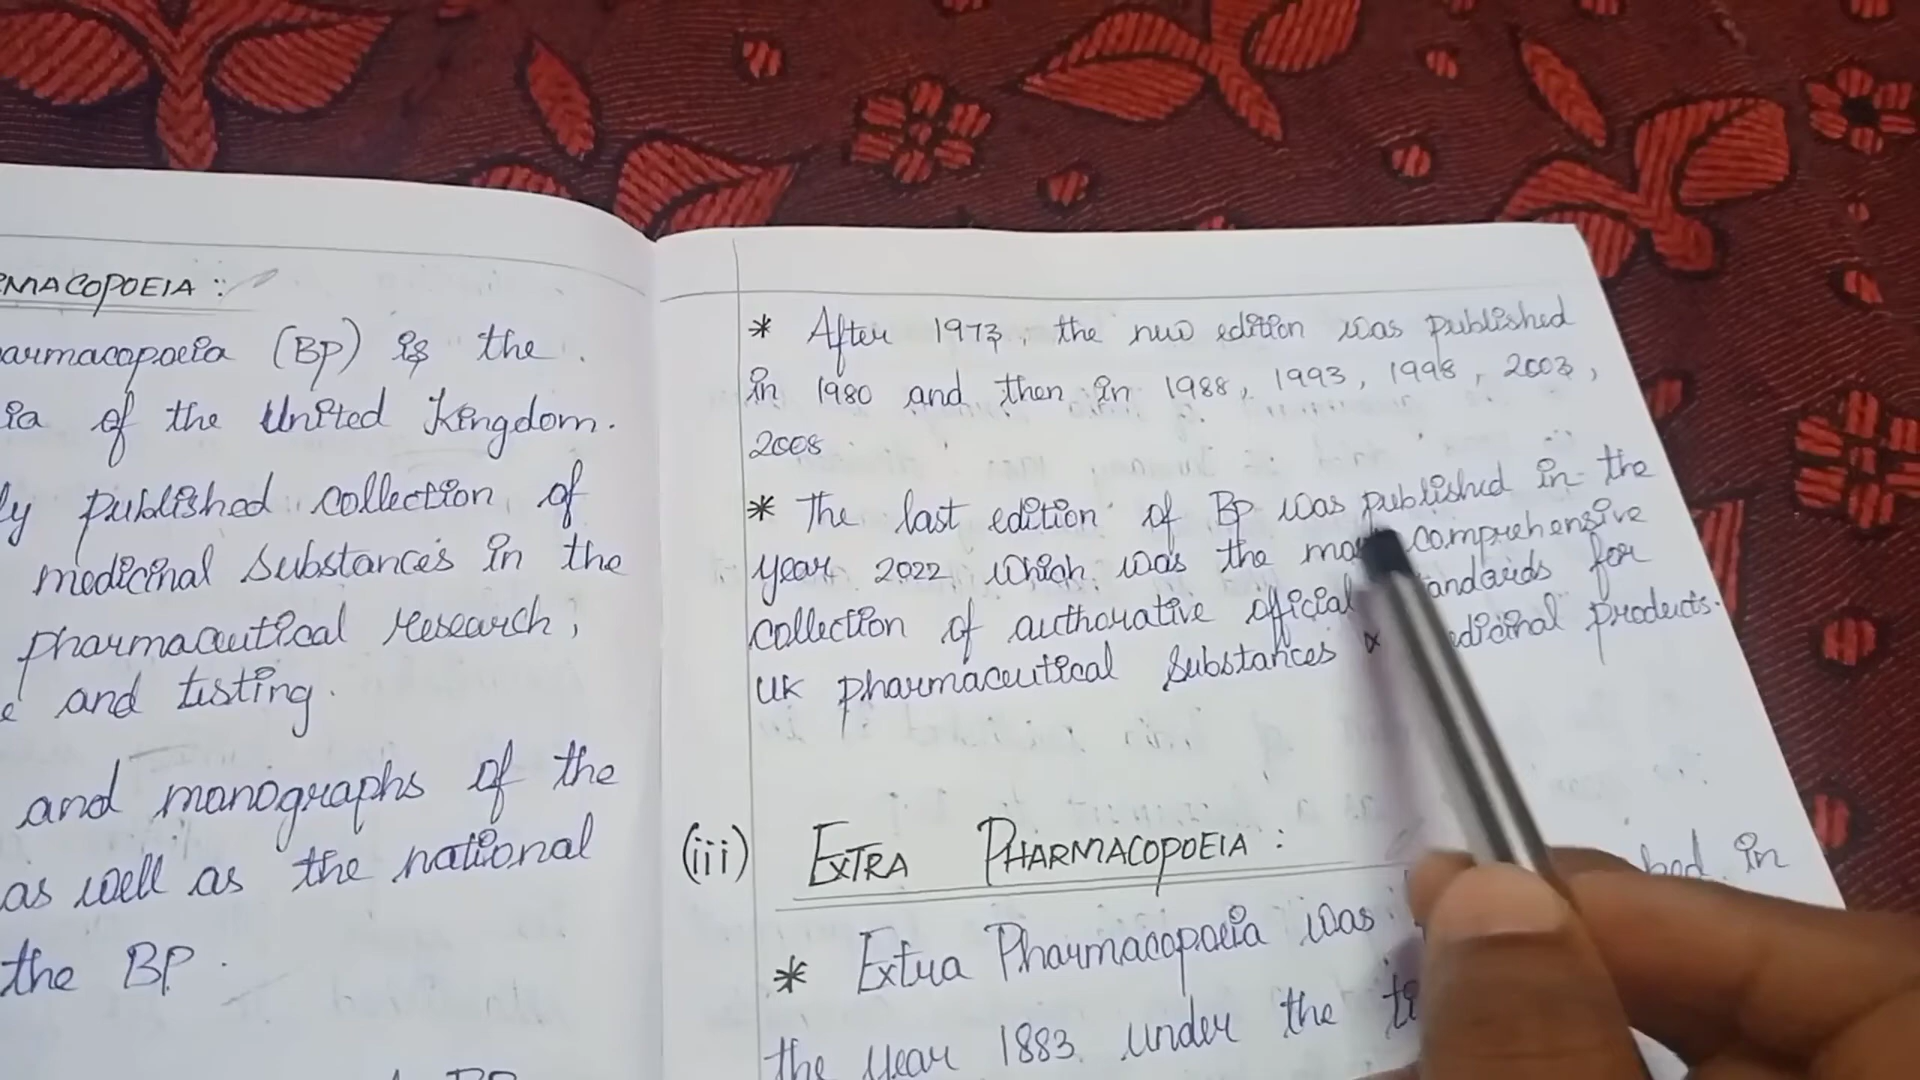 MACOPOEIA :
armacopoeia (BP) is the
ia of the United Kingdom.
ly published collection of
medicinal substances in the
pharmaceutical research,
and testing.
and monographs of the
as well as the national
the BP.
* After 1973, the new edition was published
in 1980 and then in 1988, 1993, 1998, 2003,
2008
* The last edition of BP was published in the
year 2022 which was the comprehensive
collection of authorative official andards for
UK pharmaceutical substances & products.
(iii) EXTRA PHARMACOPOEIA :
* Extra Pharmacopoeia was in
the year 1883 under the